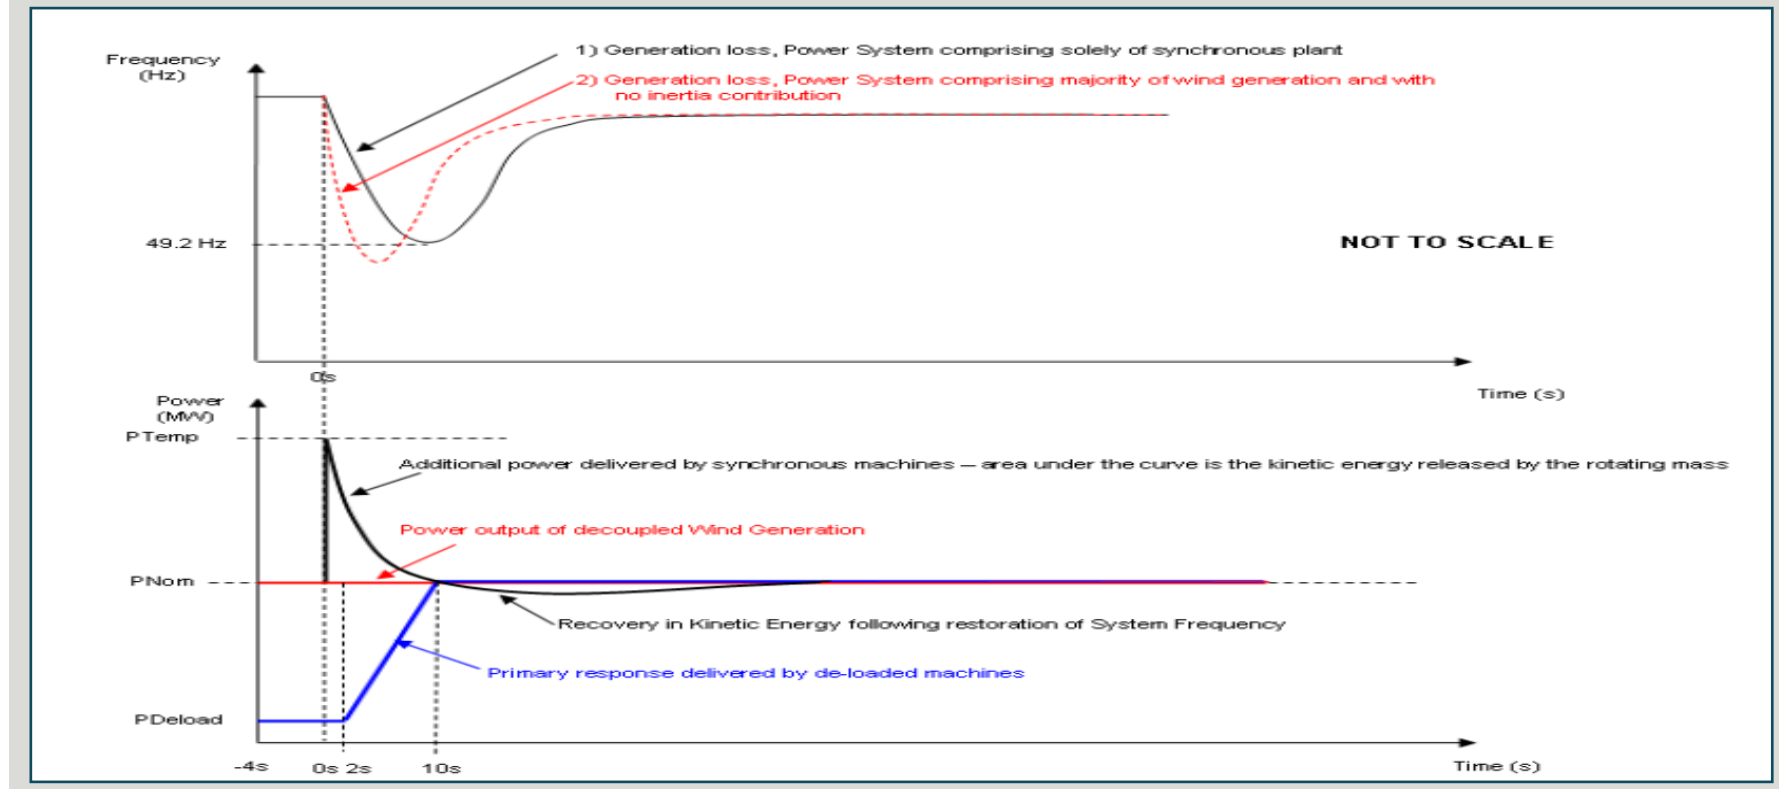 Frequency
(Hz)
1) Generation loss, Power System comprising solely of synchronous plant
2) Generation loss, Power System comprising majority of wind generation and with
no inertia contribution
49.2 Hz
NOT TO SCALE
0s
Time (s)
Power
(MW)
PTemp
Additional power delivered by synchronous machines – area under the curve is the kinetic energy released by the rotating mass
Power output of decoupled Wind Generation
PNom
Recovery in Kinetic Energy following restoration of System Frequency
Primary response delivered by de-loaded machines
PDeload
-4s 0s 2s 10s
Time (s)